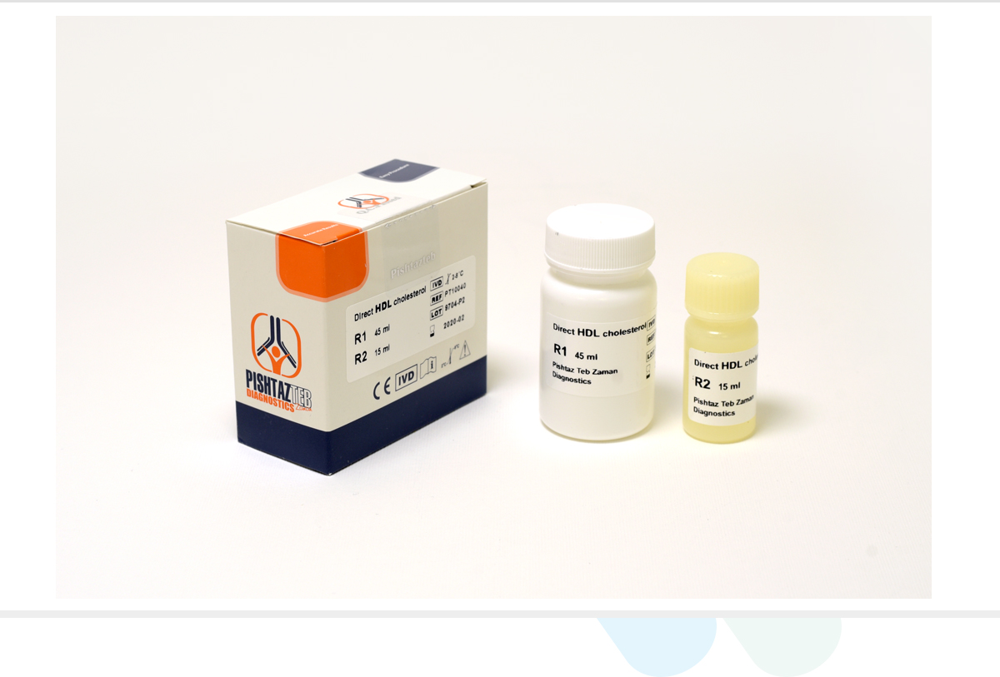 Pishtazteb
Direct HDL cholesterol
R1 45 ml
R2 15 ml
IVD 2-8°C
REF PT10040
LOT 9704-P2
2020-02
CE IVD
PISHTAZTEB
DIAGNOSTICS
Direct HDL cholesterol
R1 45 ml
Pishtaz Teb Zaman
Diagnostics
IVD
Direct HDL chole
R2 15 ml
Pishtaz Teb Zaman
Diagnostics